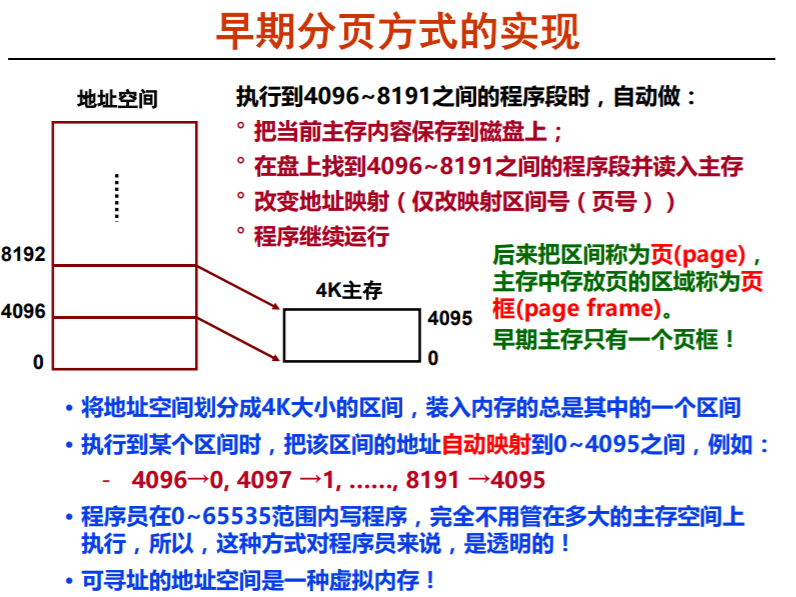 早期分页方式的实现
地址空间
执行到4096~8191之间的程序段时，自动做：
° 把当前主存内容保存到磁盘上；
° 在盘上找到4096~8191之间的程序段并读入主存
° 改变地址映射（仅改映射区间号（页号））
° 程序继续运行
8192
4096
0
4K主存
4095
0
后来把区间称为页(page)，
主存中存放页的区域称为页
框(page frame)。
早期主存只有一个页框！
• 将地址空间划分成4K大小的区间，装入内存的总是其中的一个区间
• 执行到某个区间时，把该区间的地址自动映射到0~4095之间，例如：
- 4096→0, 4097 →1, ……, 8191 →4095
• 程序员在0~65535范围内写程序，完全不用管在多大的主存空间上
执行，所以，这种方式对程序员来说，是透明的！
• 可寻址的地址空间是一种虚拟内存！